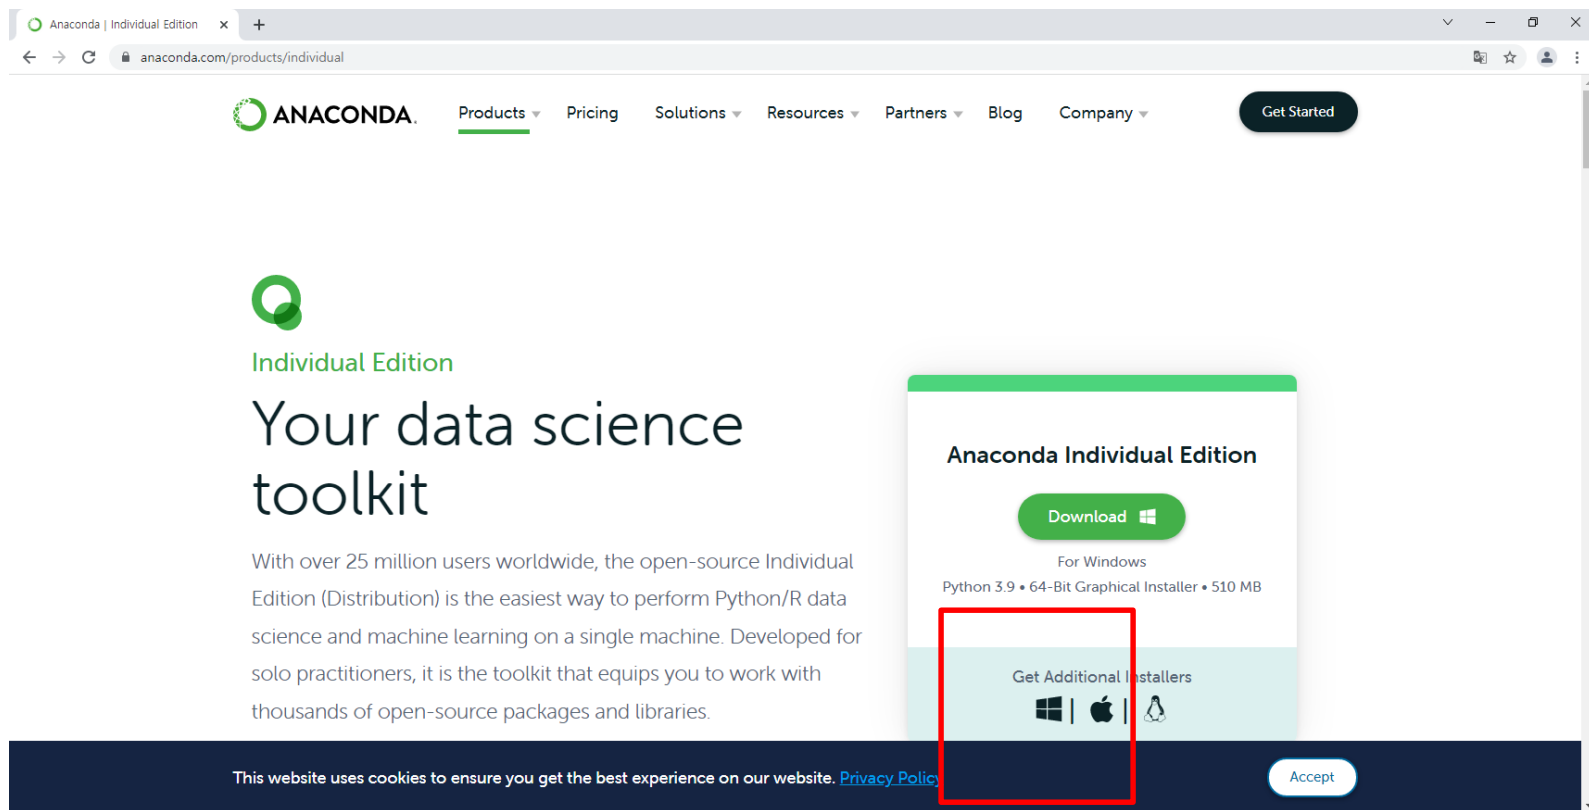 Anaconda | Individual Edition
anaconda.com/products/individual
ANACONDA.
Products Pricing Solutions Resources Partners Blog Company Get Started
Individual Edition
Your data science
toolkit
With over 25 million users worldwide, the open-source Individual
Edition (Distribution) is the easiest way to perform Python/R data
science and machine learning on a single machine. Developed for
solo practitioners, it is the toolkit that equips you to work with
thousands of open-source packages and libraries.
Anaconda Individual Edition
Download
For Windows
Python 3.9 • 64-Bit Graphical Installer • 510 MB
Get Additional Installers
This website uses cookies to ensure you get the best experience on our website. Privacy Policy
Accept